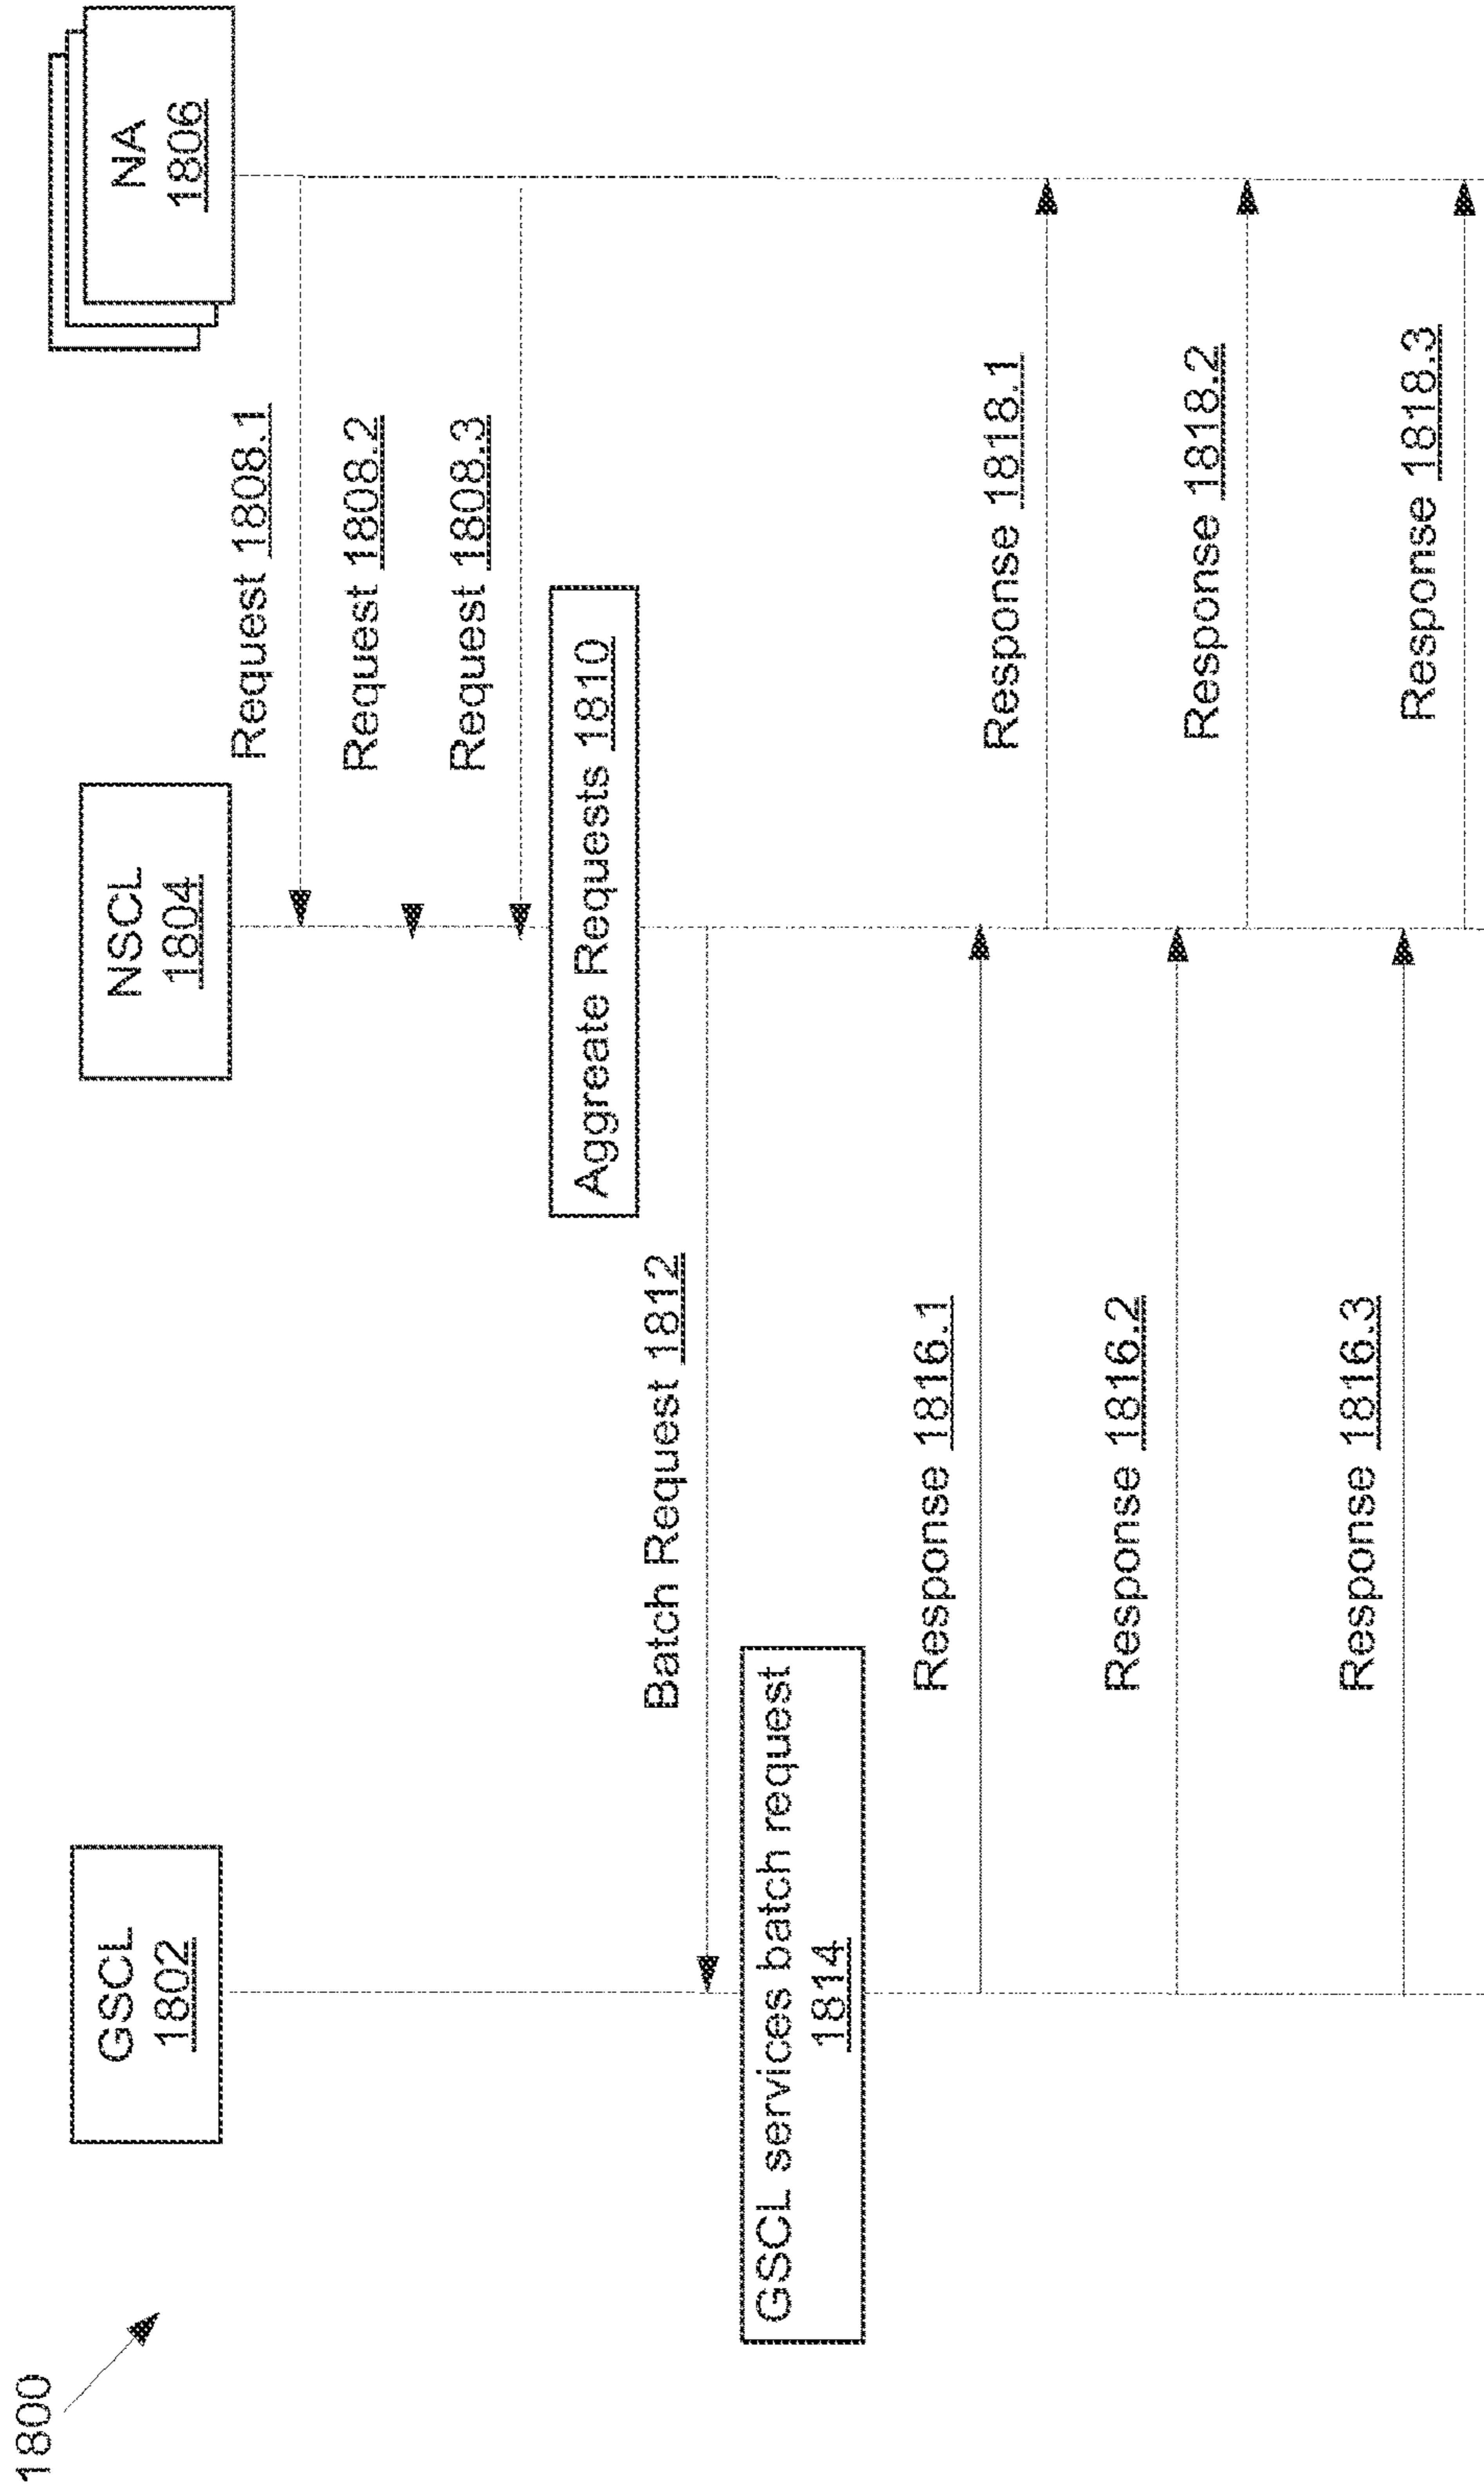 1800
GSCL
1802
NSCL
1804
NA
1806
Request 1808.1
Request 1808.2
Request 1808.3
Aggreate Requests 1810
Batch Request 1812
GSCL services batch request
1814
Response 1816.1
Response 1818.1
Response 1816.2
Response 1818.2
Response 1816.3
Response 1818.3